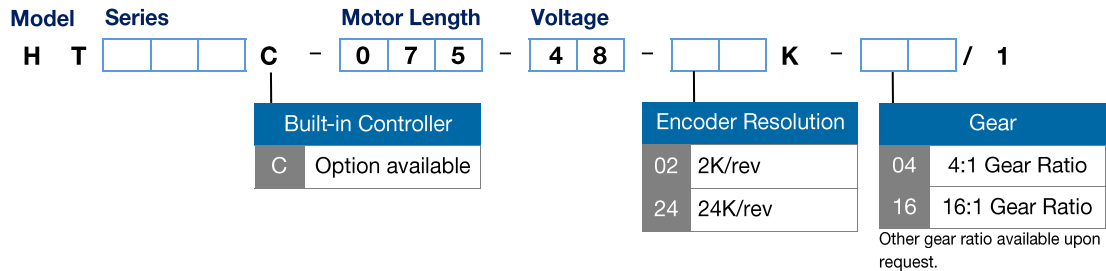 Model Series Motor Length Voltage
H T C - 0 7 5 - 4 8 - K - / 1
Built-in Controller
C Option available
Encoder Resolution
02 2K/rev
24 24K/rev
Gear
04 4:1 Gear Ratio
16 16:1 Gear Ratio
Other gear ratio available upon
request.